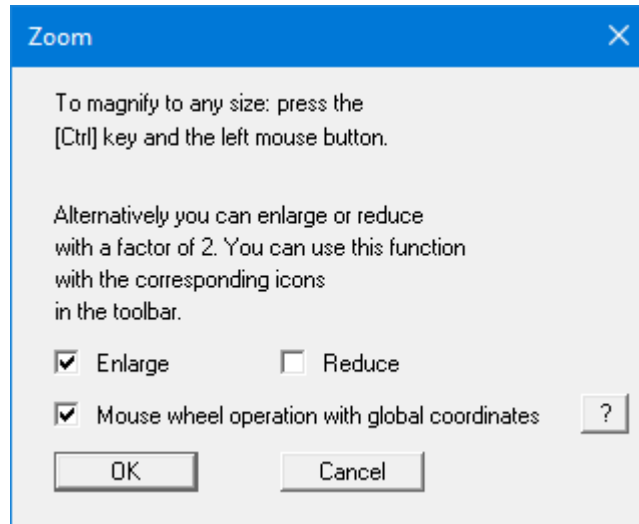 Zoom
To magnify to any size: press the
[Ctrl] key and the left mouse button.
Alternatively you can enlarge or reduce
with a factor of 2. You can use this function
with the corresponding icons
in the toolbar.
Enlarge
Reduce
Mouse wheel operation with global coordinates
?
OK
Cancel